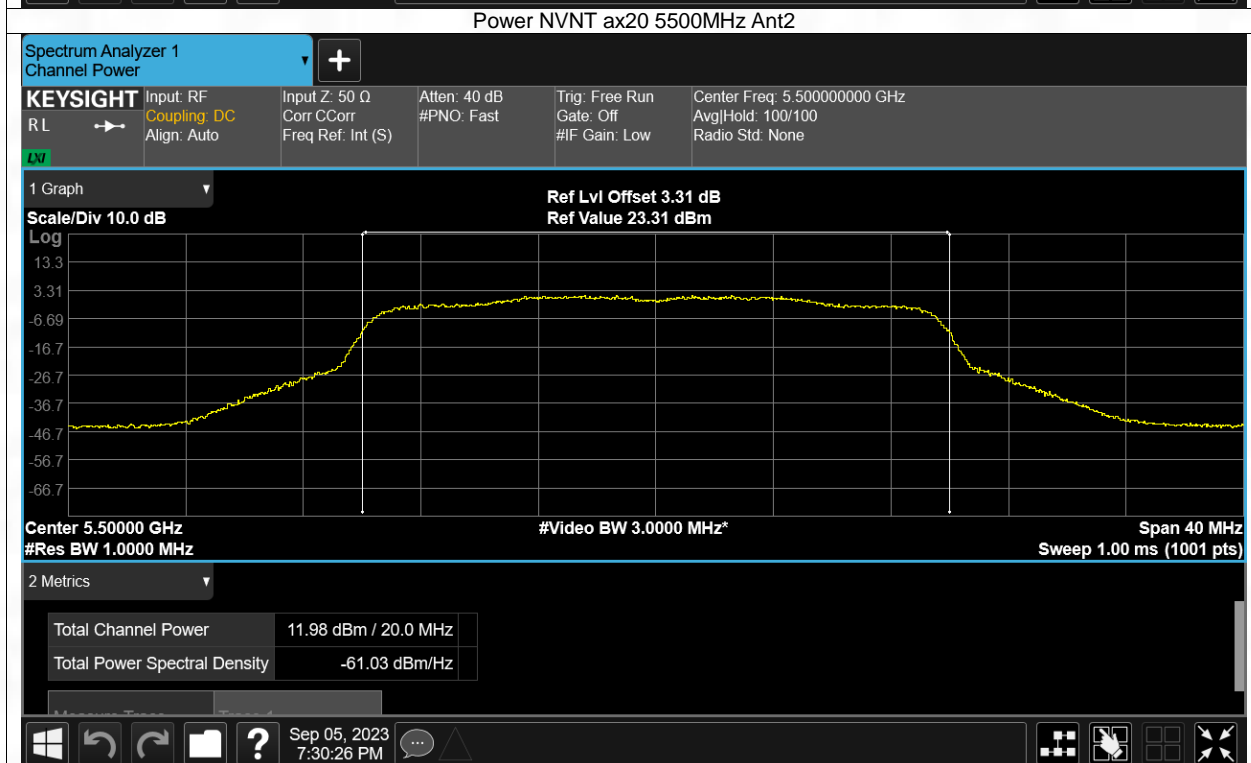 Power NVNT ax20 5500MHz Ant2
Spectrum Analyzer 1
Channel Power
KEYSIGHT
RL
LXI
Input: RF
Coupling: DC
Align: Auto
Input Z: 50 Ω
Corr CCorr
Freq Ref: Int (S)
Atten: 40 dB
#PNO: Fast
Trig: Free Run
Gate: Off
#IF Gain: Low
Center Freq: 5.500000000 GHz
Avg|Hold: 100/100
Radio Std: None
1 Graph
Scale/Div 10.0 dB
Ref Lvl Offset 3.31 dB
Ref Value 23.31 dBm
Log
13.3
3.31
-6.69
-16.7
-26.7
-36.7
-46.7
-56.7
-66.7
Center 5.50000 GHz
#Res BW 1.0000 MHz
#Video BW 3.0000 MHz*
Span 40 MHz
Sweep 1.00 ms (1001 pts)
2 Metrics
Total Channel Power 11.98 dBm / 20.0 MHz
Total Power Spectral Density -61.03 dBm/Hz
?
Sep 05, 2023
7:30:26 PM